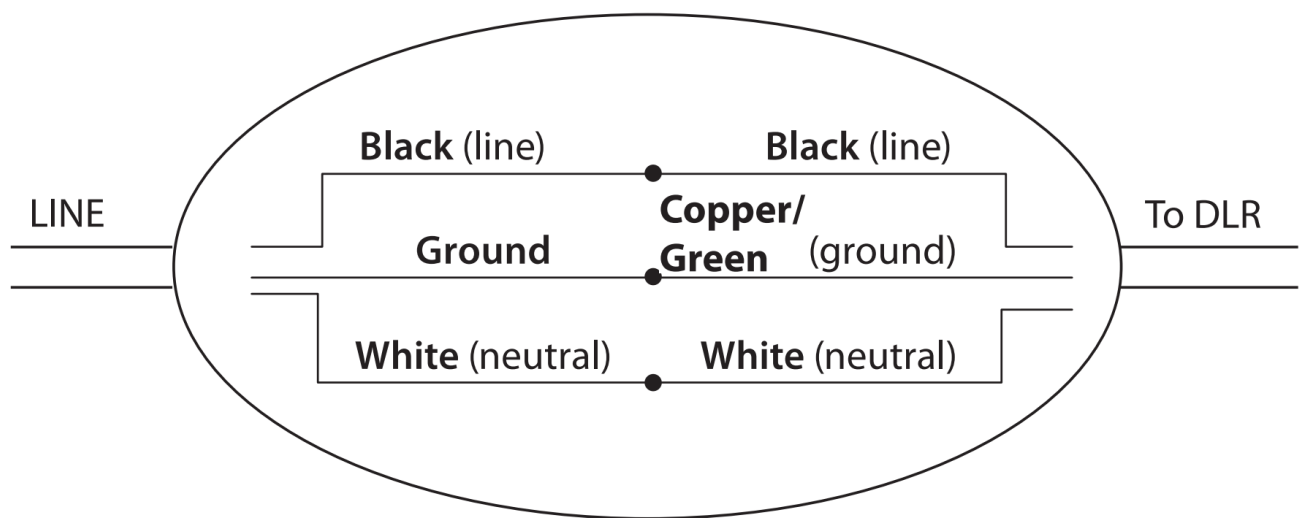 Black (line) Black (line)
LINE Copper/ To DLR
Ground Green (ground)
White (neutral) White (neutral)